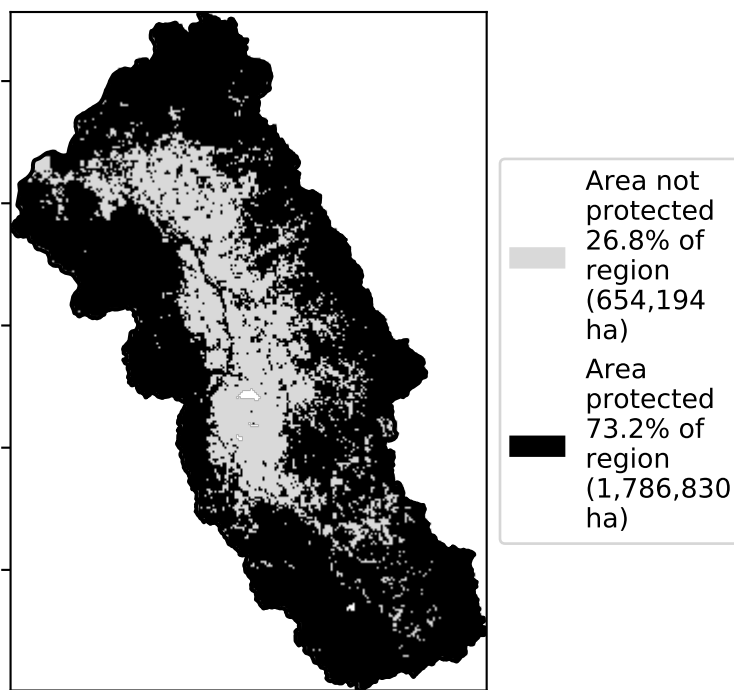 Area not
protected
26.8% of
region
(654,194
ha)
Area
protected
73.2% of
region
(1,786,830
ha)